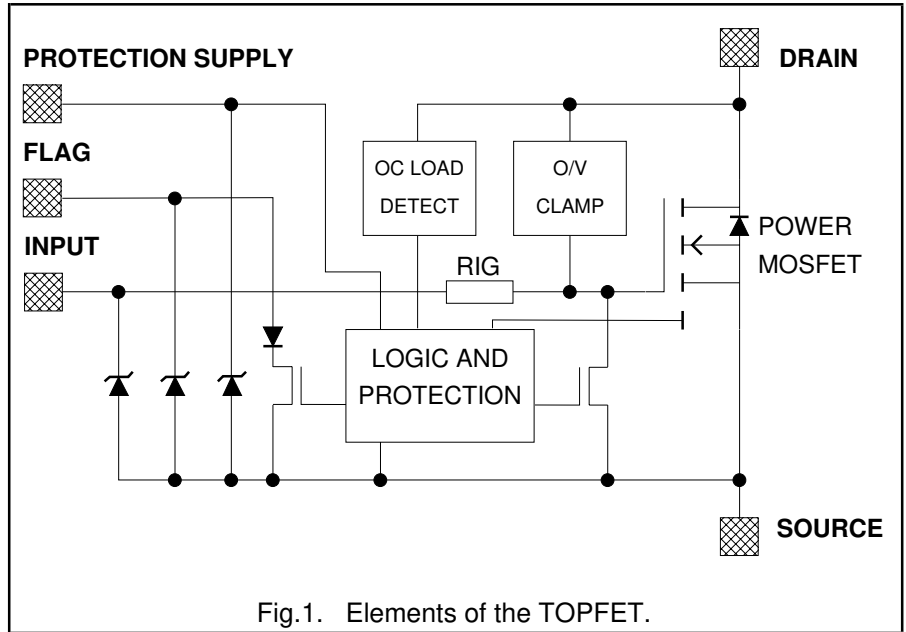 PROTECTION SUPPLY
DRAIN
FLAG
OC LOAD
DETECT
O/V
CLAMP
INPUT
RIG
POWER
MOSFET
LOGIC AND
PROTECTION
SOURCE
Fig.1. Elements of the TOPFET.